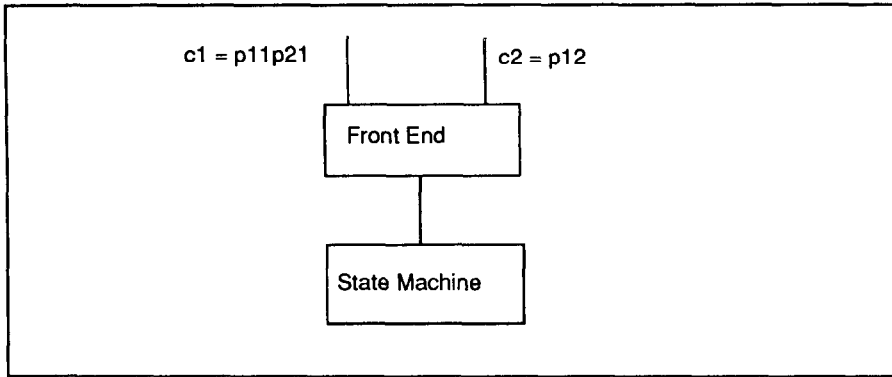 c1 = p11p21
c2 = p12
Front End
State Machine